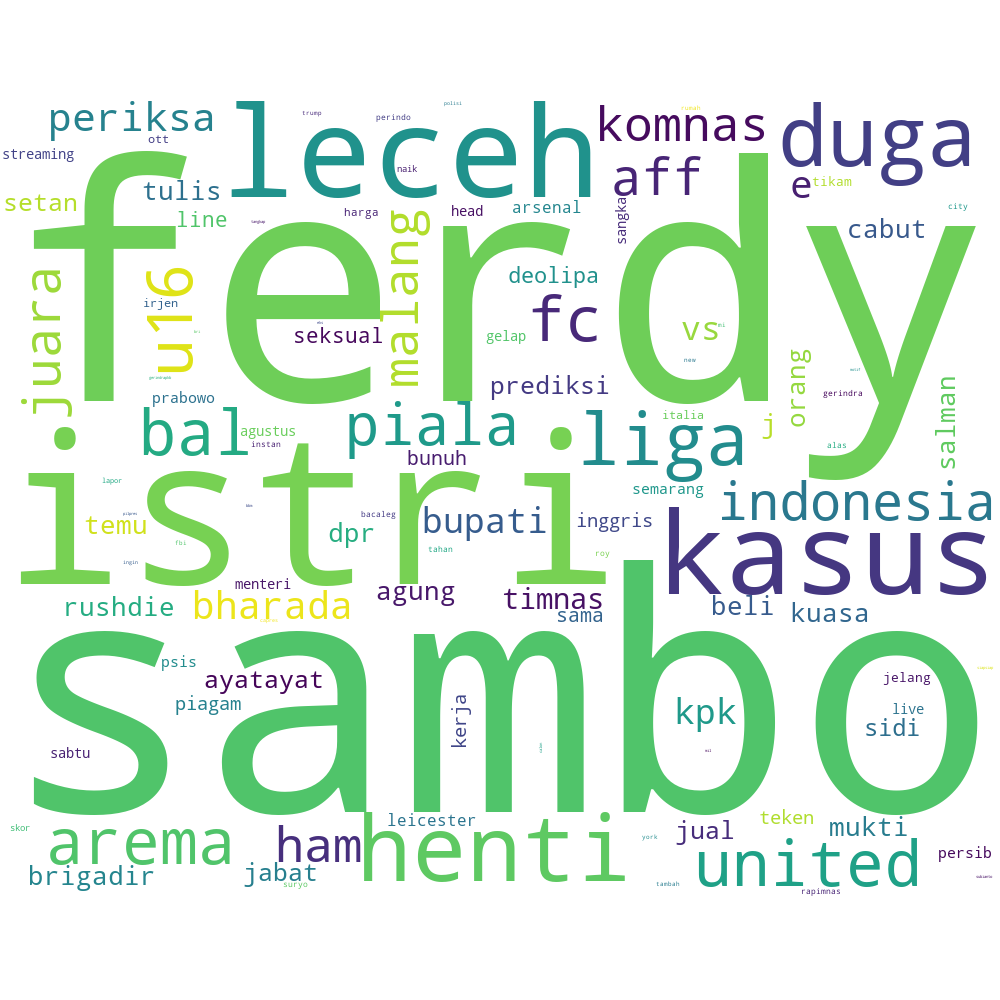 polisi
trump
perindo
rumah
periksa
leceh
komnas
duga
ott
streaming
naik
aff
e
tikam
tulis
setan
line
harga
head
arsenal
sangka
city
cabut
ferdy
malang
juara
u16
deolipa
irjen
fc
vs
seksual
gelap
prediksi
orang
gerindra
prabowo
salman
bal
piala
liga
italia
j
agustus
instan
bunuh
alas
istri
lapor
semarang
indonesia
temu
dpr
bacaleg
bupati
inggris
kasus
fbi
tahan
roy
menteri
agung
timnas
rushdie
bharada
sama
beli
kuasa
sambo
psis
ayatayat
jelang
piagam
kerja
kpk
live
sidi
sabtu
skor
arema
ham
henti
leicester
york
jual
teken
mukti
united
persib
brigadir
jabat
suryo
tambah
rapimnas
new
ingin